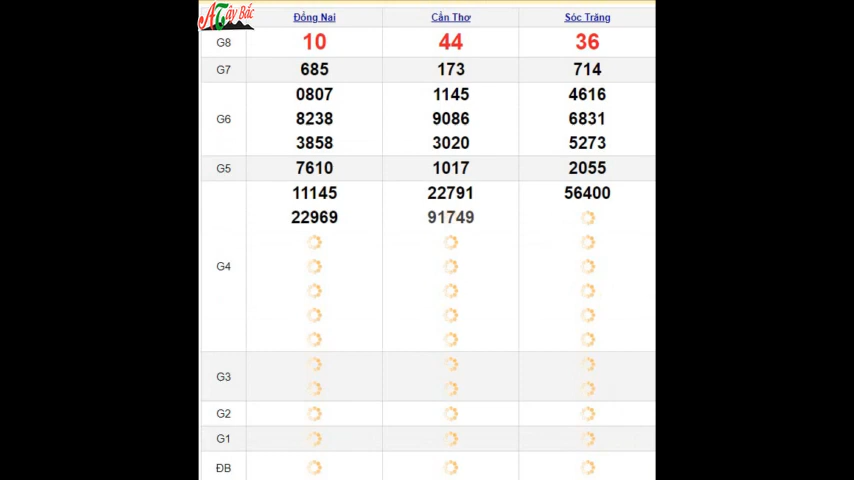 ATây Bắc
Đồng Nai Cần Thơ Sóc Trăng
G8 10 44 36
G7 685 173 714
0807 1145 4616
G6 8238 9086 6831
3858 3020 5273
G5 7610 1017 2055
11145 22791 56400
22969 91749
G4
G3
G2
G1
ĐB